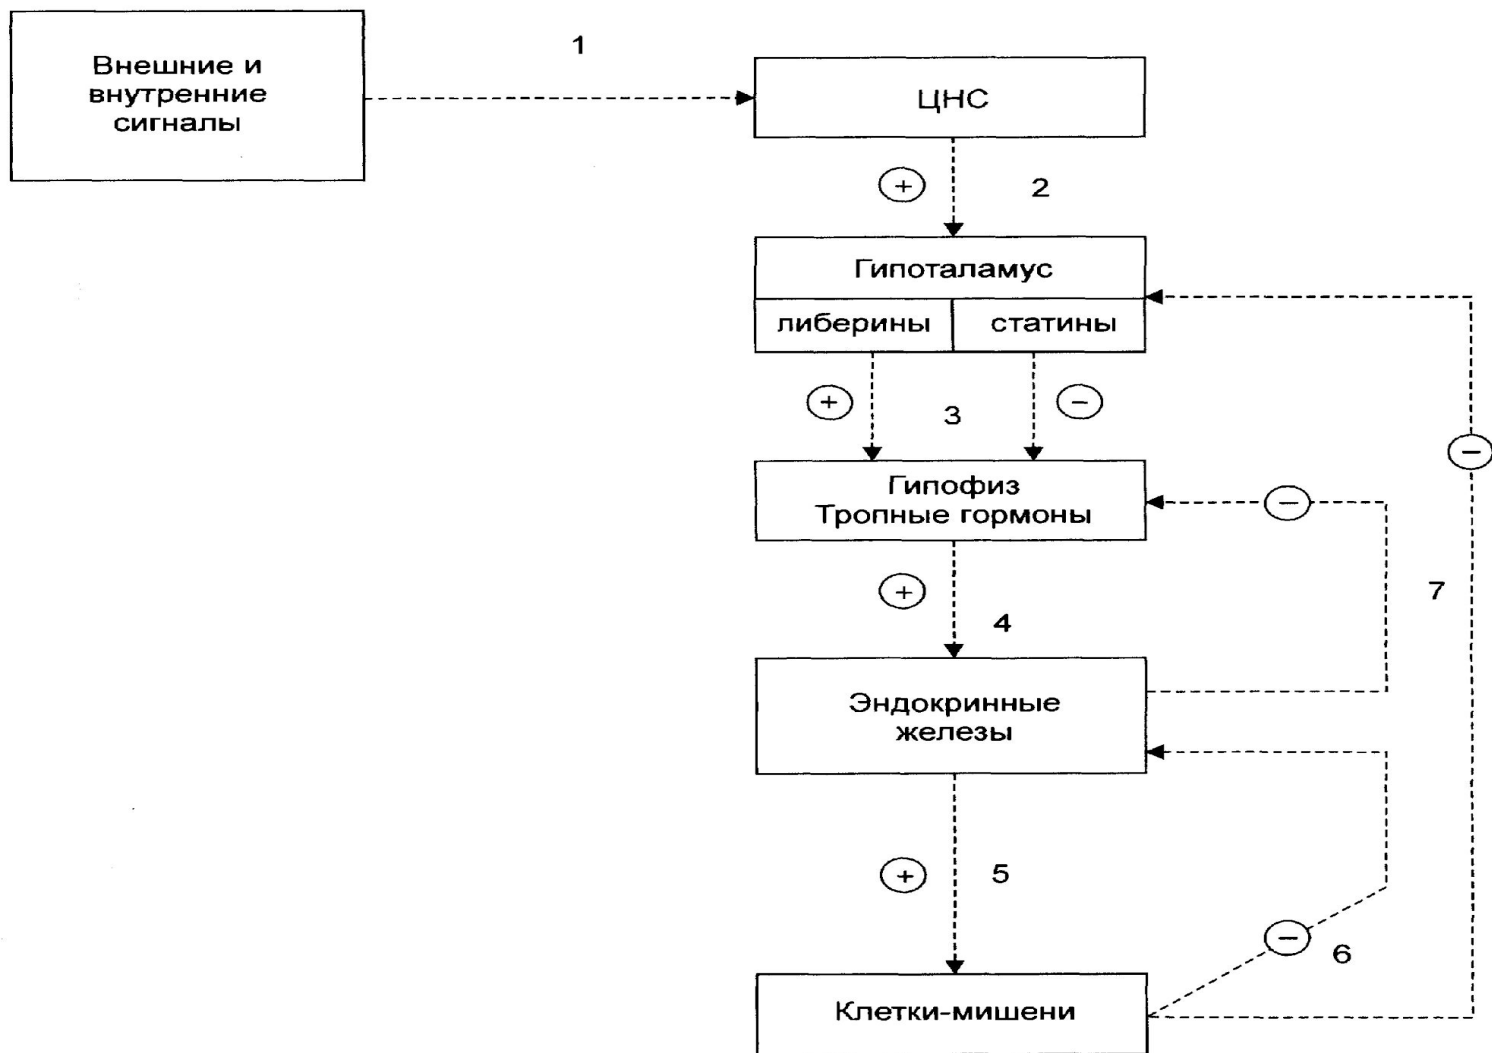 Внешние и
внутренние
сигналы
1
ЦНС
+
2
Гипоталамус
либерины
статины
+
3
−
−
Гипофиз
Тропные гормоны
−
+
4
7
Эндокринные
железы
+
5
−
6
Клетки-мишени